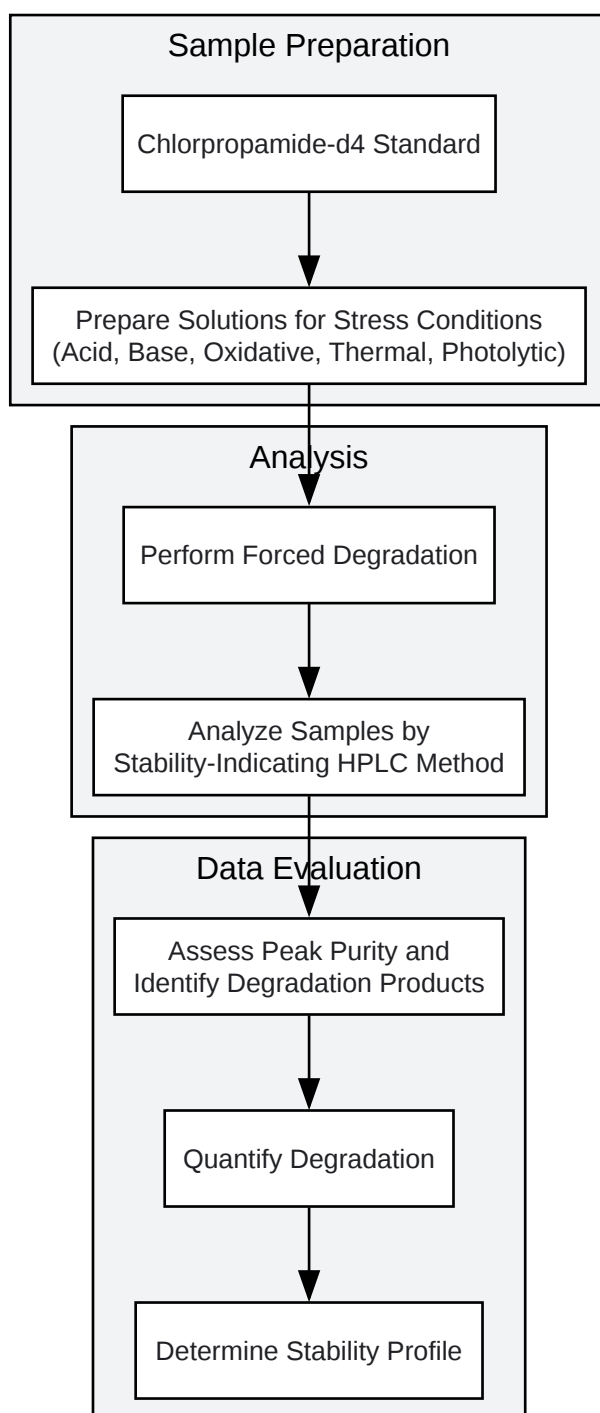 Sample Preparation
Chlorpropamide-d4 Standard
Prepare Solutions for Stress Conditions
(Acid, Base, Oxidative, Thermal, Photolytic)
Analysis
Perform Forced Degradation
Analyze Samples by
Stability-Indicating HPLC Method
Data Evaluation
Assess Peak Purity and
Identify Degradation Products
Quantify Degradation
Determine Stability Profile